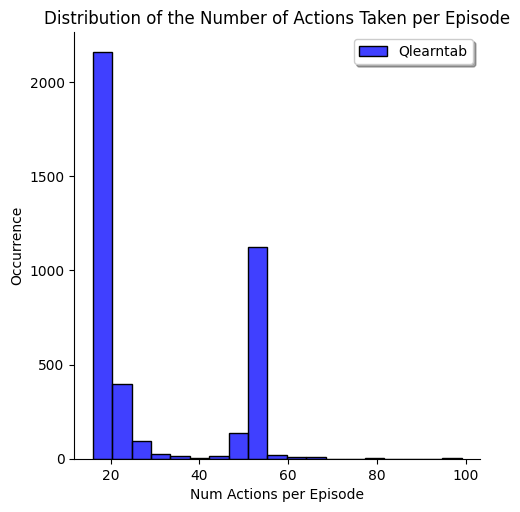 Distribution of the Number of Actions Taken per Episode
Qlearntab
2000
1500
1000
500
0
Occurrence
20 40 60 80 100
Num Actions per Episode